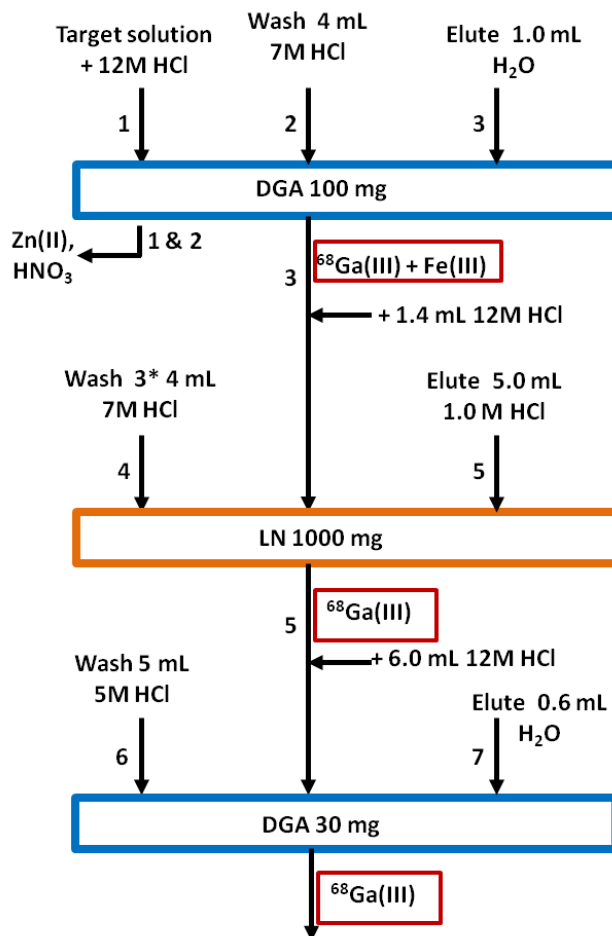 Target solution
+ 12M HCl
Wash 4 mL
7M HCl
Elute 1.0 mL
H₂O
1
2
3
DGA 100 mg
Zn(II),
HNO₃
1 & 2
3
⁶⁸Ga(III) + Fe(III)
+ 1.4 mL 12M HCl
Wash 3* 4 mL
7M HCl
Elute 5.0 mL
1.0 M HCl
4
5
LN 1000 mg
5
⁶⁸Ga(III)
+ 6.0 mL 12M HCl
Wash 5 mL
5M HCl
Elute 0.6 mL
H₂O
6
7
DGA 30 mg
⁶⁸Ga(III)